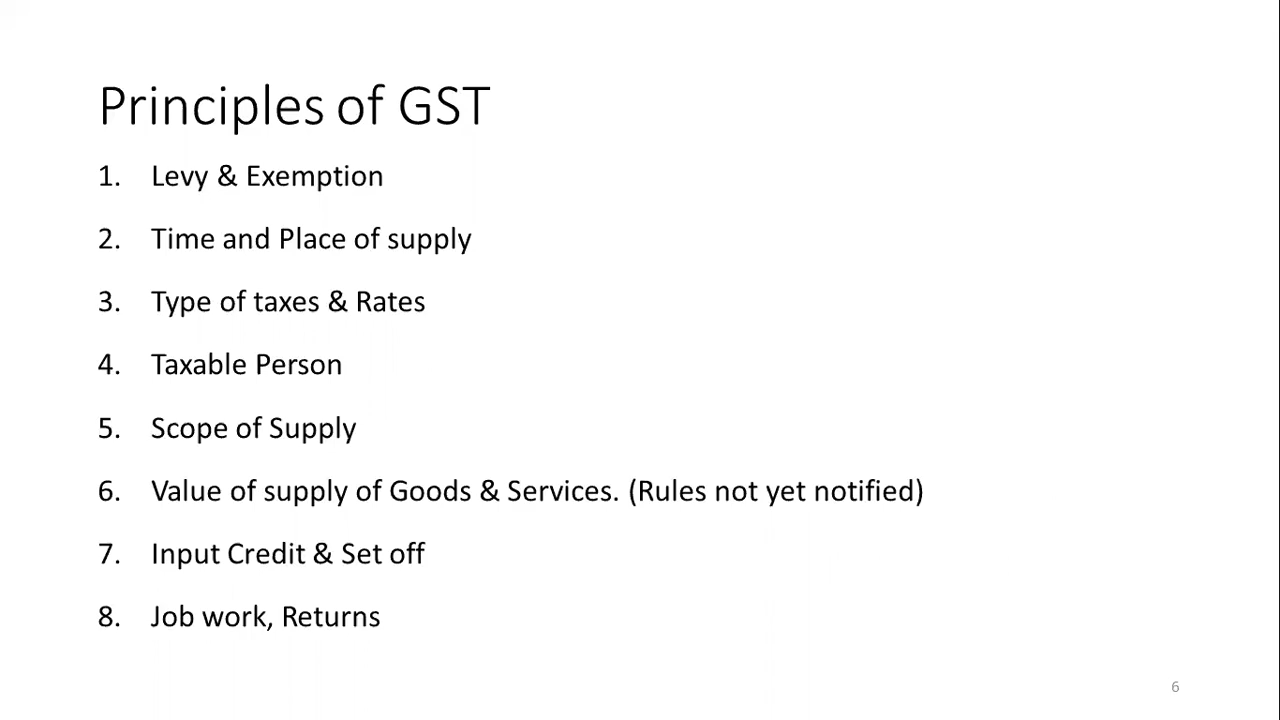 Principles of GST
1. Levy & Exemption
2. Time and Place of supply
3. Type of taxes & Rates
4. Taxable Person
5. Scope of Supply
6. Value of supply of Goods & Services. (Rules not yet notified)
7. Input Credit & Set off
8. Job work, Returns
6